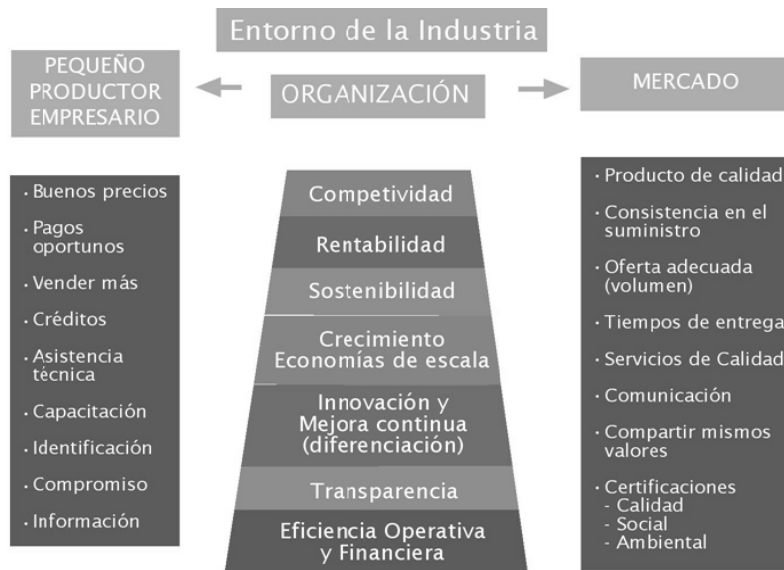 Entorno de la Industria
PEQUEÑO
PRODUCTOR
EMPRESARIO
ORGANIZACIÓN
MERCADO
· Buenos precios
· Pagos
oportunos
· Vender más
· Créditos
· Asistencia
técnica
· Capacitación
· Identificación
· Compromiso
· Información
Competividad
Rentabilidad
Sostenibilidad
Crecimiento
Economías de escala
Innovación y
Mejora continua
(diferenciación)
Transparencia
Eficiencia Operativa
y Financiera
· Producto de calidad
· Consistencia en el
suministro
· Oferta adecuada
(volumen)
· Tiempos de entrega
· Servicios de Calidad
· Comunicación
· Compartir mismos
valores
· Certificaciones
- Calidad
- Social
- Ambiental